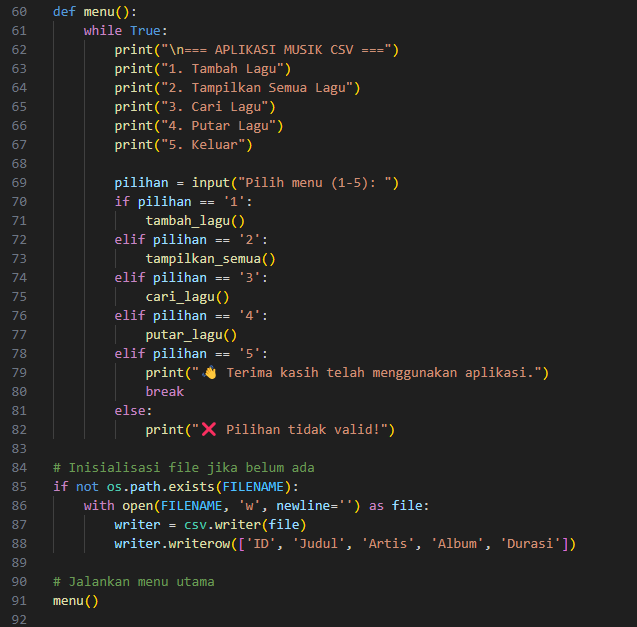 60 def menu():
61     while True:
62         print("\n=== APLIKASI MUSIK CSV ===")
63         print("1. Tambah Lagu")
64         print("2. Tampilkan Semua Lagu")
65         print("3. Cari Lagu")
66         print("4. Putar Lagu")
67         print("5. Keluar")
68
69         pilihan = input("Pilih menu (1-5): ")
70         if pilihan == '1':
71             tambah_lagu()
72         elif pilihan == '2':
73             tampilkan_semua()
74         elif pilihan == '3':
75             cari_lagu()
76         elif pilihan == '4':
77             putar_lagu()
78         elif pilihan == '5':
79             print("👋 Terima kasih telah menggunakan aplikasi.")
80             break
81         else:
82             print("❌ Pilihan tidak valid!")
83
84 # Inisialisasi file jika belum ada
85 if not os.path.exists(FILENAME):
86     with open(FILENAME, 'w', newline='') as file:
87         writer = csv.writer(file)
88         writer.writerow(['ID', 'Judul', 'Artis', 'Album', 'Durasi'])
89
90 # Jalankan menu utama
91 menu()
92